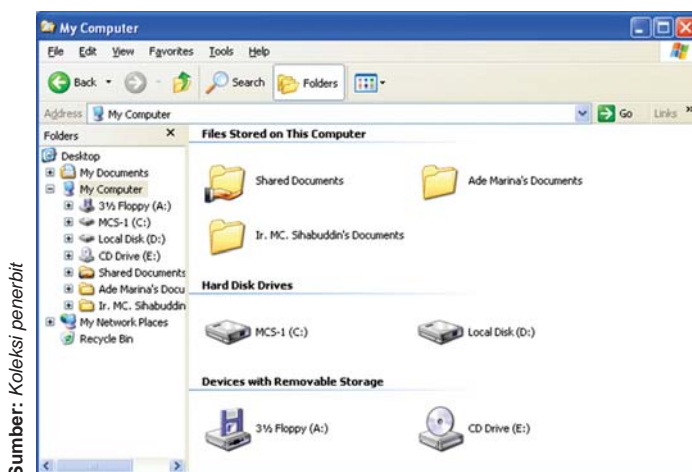 My Computer
File Edit View Favorites Tools Help
Back Search Folders
Address My Computer Go Links »
Folders X
Desktop
My Documents
My Computer
3½ Floppy (A:)
MCS-1 (C:)
Local Disk (D:)
CD Drive (E:)
Shared Documents
Ade Marina's Docu
Ir. MC. Sihabuddin
My Network Places
Recycle Bin
Files Stored on This Computer
Shared Documents
Ade Marina's Documents
Ir. MC. Sihabuddin's Documents
Hard Disk Drives
MCS-1 (C:)
Local Disk (D:)
Devices with Removable Storage
3½ Floppy (A:)
CD Drive (E:)
Sumber: Koleksi penerbit